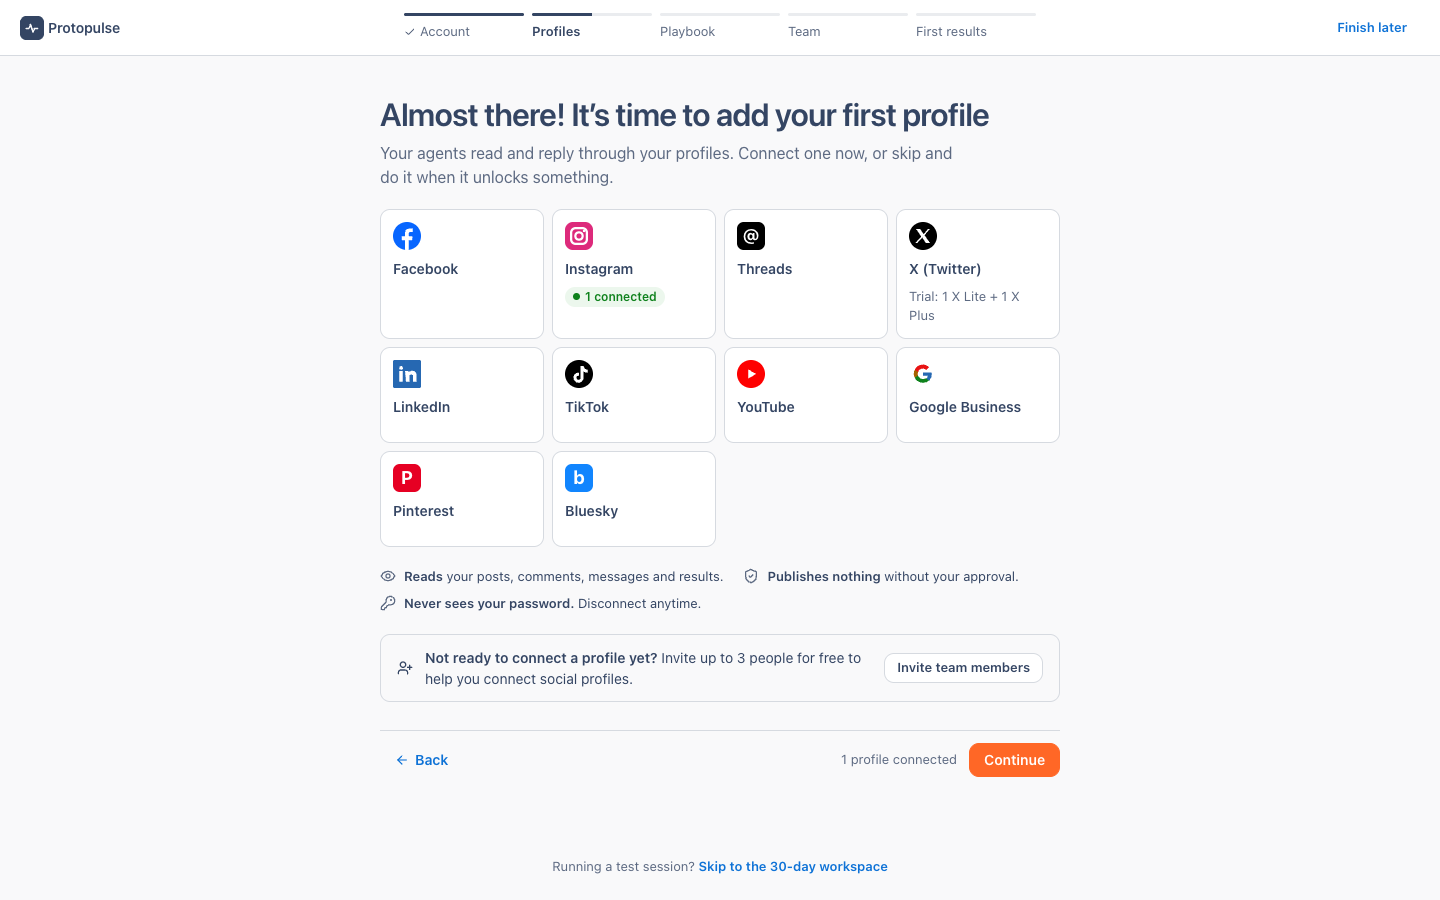 Protopulse
Account
Profiles
Playbook
Team
First results
Finish later
Almost there! It’s time to add your first profile
Your agents read and reply through your profiles. Connect one now, or skip and
do it when it unlocks something.
Facebook
Instagram
1 connected
@
Threads
X (Twitter)
Trial: 1 X Lite + 1 X
Plus
in
LinkedIn
TikTok
YouTube
G
Google Business
P
Pinterest
b
Bluesky
Reads your posts, comments, messages and results.
Publishes nothing without your approval.
Never sees your password. Disconnect anytime.
Not ready to connect a profile yet? Invite up to 3 people for free to
help you connect social profiles.
Invite team members
Back
1 profile connected
Continue
Running a test session? Skip to the 30-day workspace